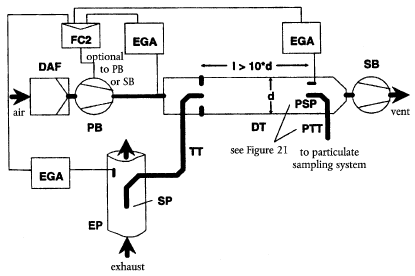 FC2
EGA
EGA
optional
to PB
or SB
l > 10*d
DAF
SB
d
air
PB
PSP
vent
DT
PTT
TT
see Figure 21
to particulate
sampling system
EGA
SP
EP
exhaust